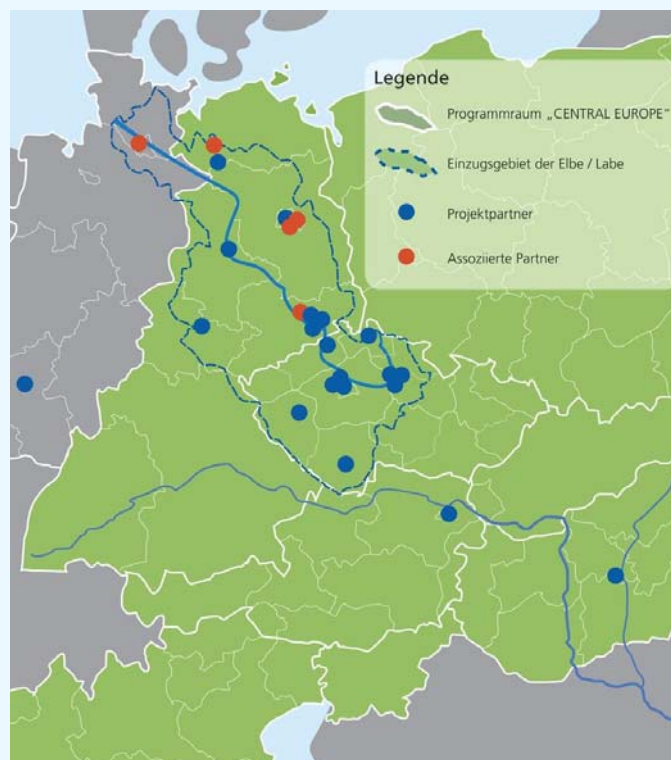 Legende
Programmraum „CENTRAL EUROPE“
Einzugsgebiet der Elbe / Labe
Projektpartner
Assoziierte Partner